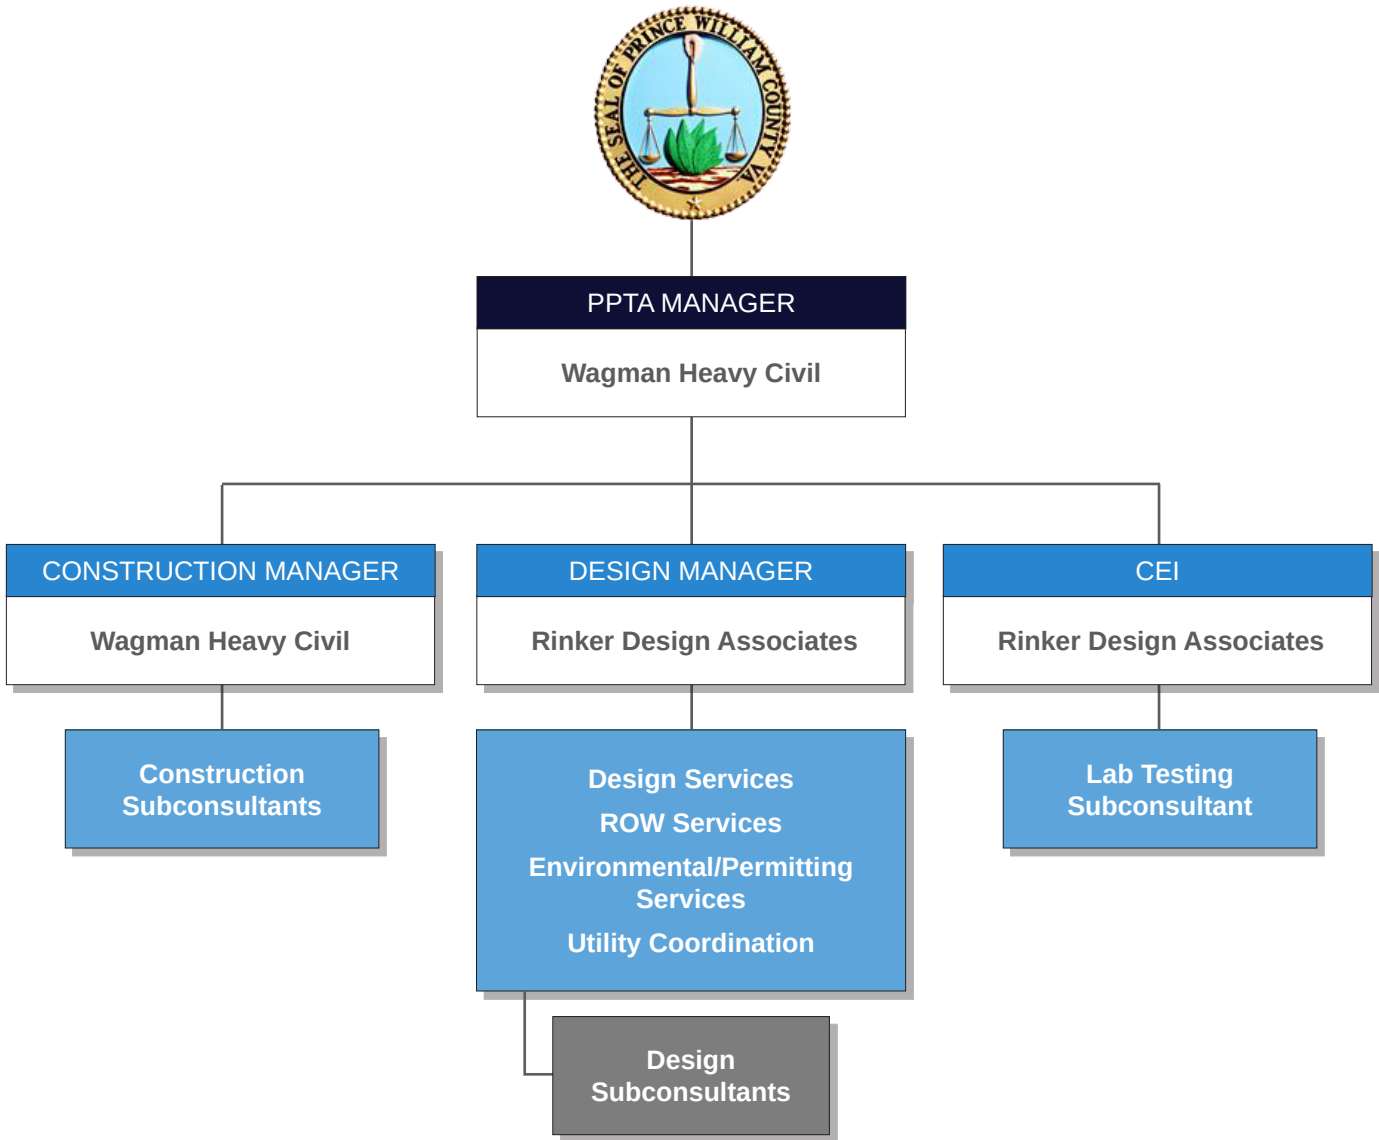 THE SEAL OF PRINCE WILLIAM COUNTY VA.
PPTA MANAGER
Wagman Heavy Civil
CONSTRUCTION MANAGER
Wagman Heavy Civil
Construction
Subconsultants
DESIGN MANAGER
Rinker Design Associates
Design Services
ROW Services
Environmental/Permitting
Services
Utility Coordination
Design
Subconsultants
CEI
Rinker Design Associates
Lab Testing
Subconsultant